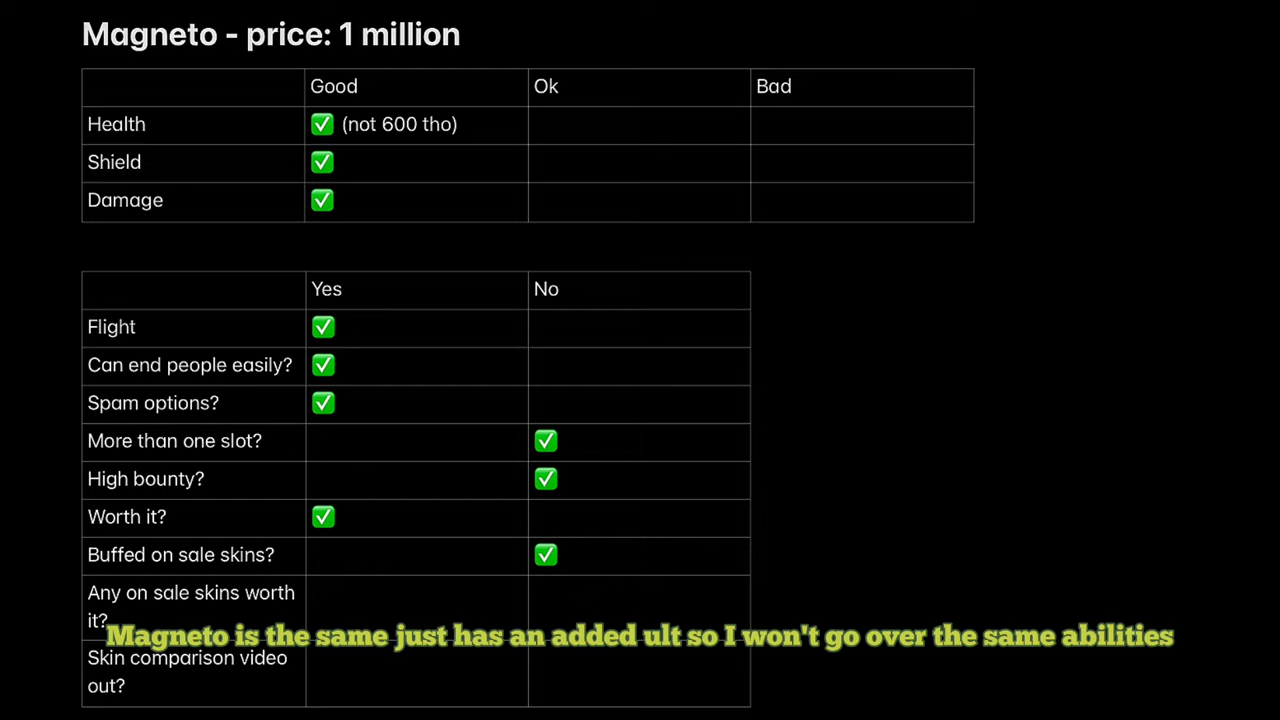 Magneto - price: 1 million
Good Ok Bad
Health ✅ (not 600 tho)
Shield ✅
Damage ✅
Yes No
Flight ✅
Can end people easily? ✅
Spam options? ✅
More than one slot? ✅
High bounty? ✅
Worth it? ✅
Buffed on sale skins? ✅
Any on sale skins worth
it?
Magneto is the same just has an added ult so I won't go over the same abilities
Skin comparison video
out?